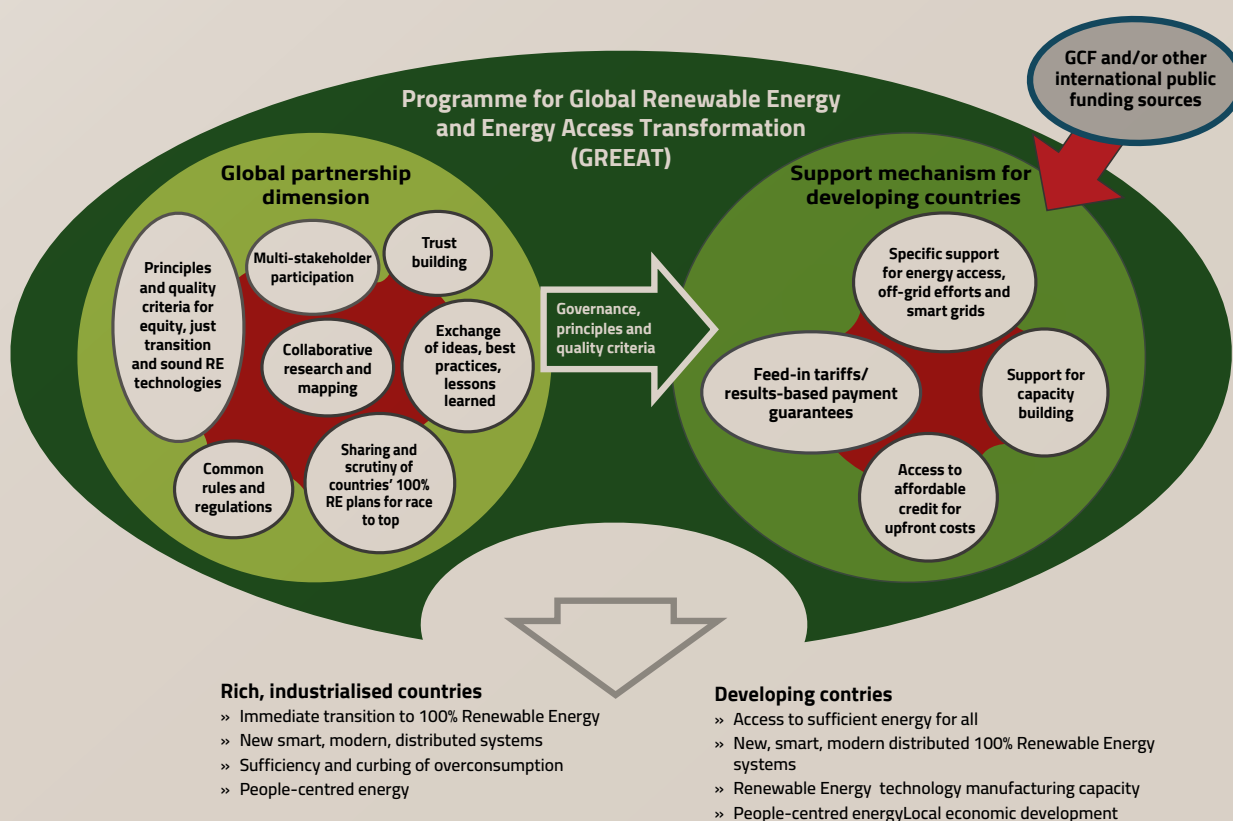 GCF and/or other
international public
funding sources
Programme for Global Renewable Energy
and Energy Access Transformation
(GREEAT)
Global partnership
dimension
Principles
and quality
criteria for
equity, just
transition
and sound RE
technologies
Multi-stakeholder
participation
Trust
building
Collaborative
research and
mapping
Exchange
of ideas, best
practices,
lessons
learned
Common
rules and
regulations
Sharing and
scrutiny of
countries' 100%
RE plans for race
to top
Governance,
principles and
quality criteria
Support mechanism for
developing countries
Specific support
for energy access,
off-grid efforts and
smart grids
Feed-in tariffs/
results-based payment
guarantees
Support for
capacity
building
Access to
affordable
credit for
upfront costs
Rich, industrialised countries
» Immediate transition to 100% Renewable Energy
» New smart, modern, distributed systems
» Sufficiency and curbing of overconsumption
» People-centred energy
Developing contries
» Access to sufficient energy for all
» New, smart, modern distributed 100% Renewable Energy
systems
» Renewable Energy technology manufacturing capacity
» People-centred energyLocal economic development